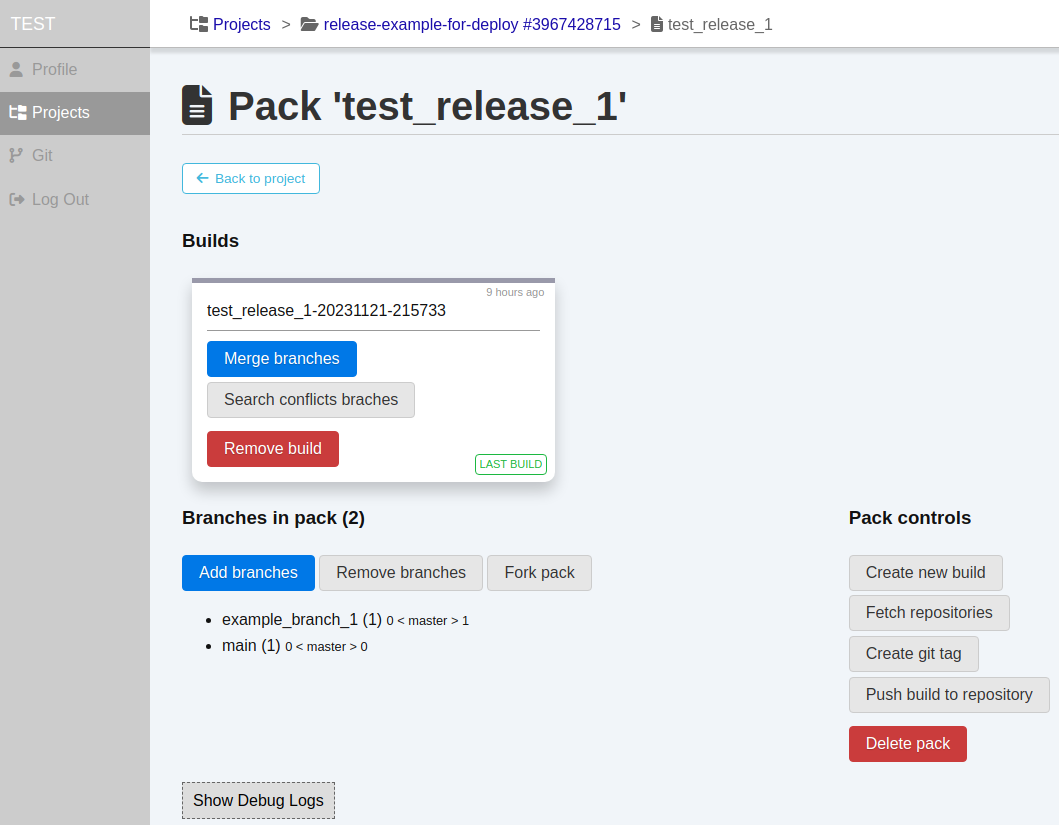 TEST
Projects > release-example-for-deploy #3967428715 > test_release_1
Profile
Projects
Git
Log Out
Pack 'test_release_1'
Back to project
Builds
9 hours ago
test_release_1-20231121-215733
Merge branches
Search conflicts braches
Remove build
LAST BUILD
Branches in pack (2)
Add branches Remove branches Fork pack
example_branch_1 (1) 0 < master > 1
main (1) 0 < master > 0
Pack controls
Create new build
Fetch repositories
Create git tag
Push build to repository
Delete pack
Show Debug Logs